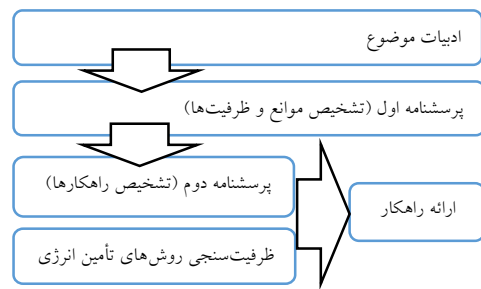 ادبیات موضوع
پرسشنامه اول (تشخیص موانع و ظرفیت‌ها)
پرسشنامه دوم (تشخیص راهکارها)
ارائه راهکار
ظرفیت‌سنجی روش‌های تأمین انرژی